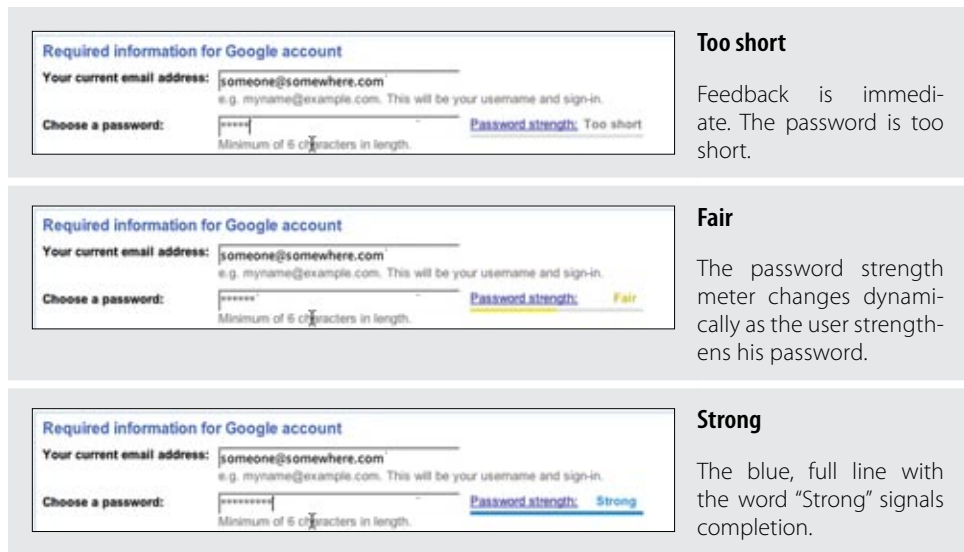 Required information for Google account
Your current email address: someone@somewhere.com
e.g. myname@example.com. This will be your username and sign-in.
Choose a password: ***** Password strength: Too short
Minimum of 6 characters in length.
Too short
Feedback is immedi-
ate. The password is too
short.
Required information for Google account
Your current email address: someone@somewhere.com
e.g. myname@example.com. This will be your username and sign-in.
Choose a password: ****** Password strength: Fair
Minimum of 6 characters in length.
Fair
The password strength
meter changes dynami-
cally as the user strength-
ens his password.
Required information for Google account
Your current email address: someone@somewhere.com
e.g. myname@example.com. This will be your username and sign-in.
Choose a password: ********* Password strength: Strong
Minimum of 6 characters in length.
Strong
The blue, full line with
the word “Strong” signals
completion.